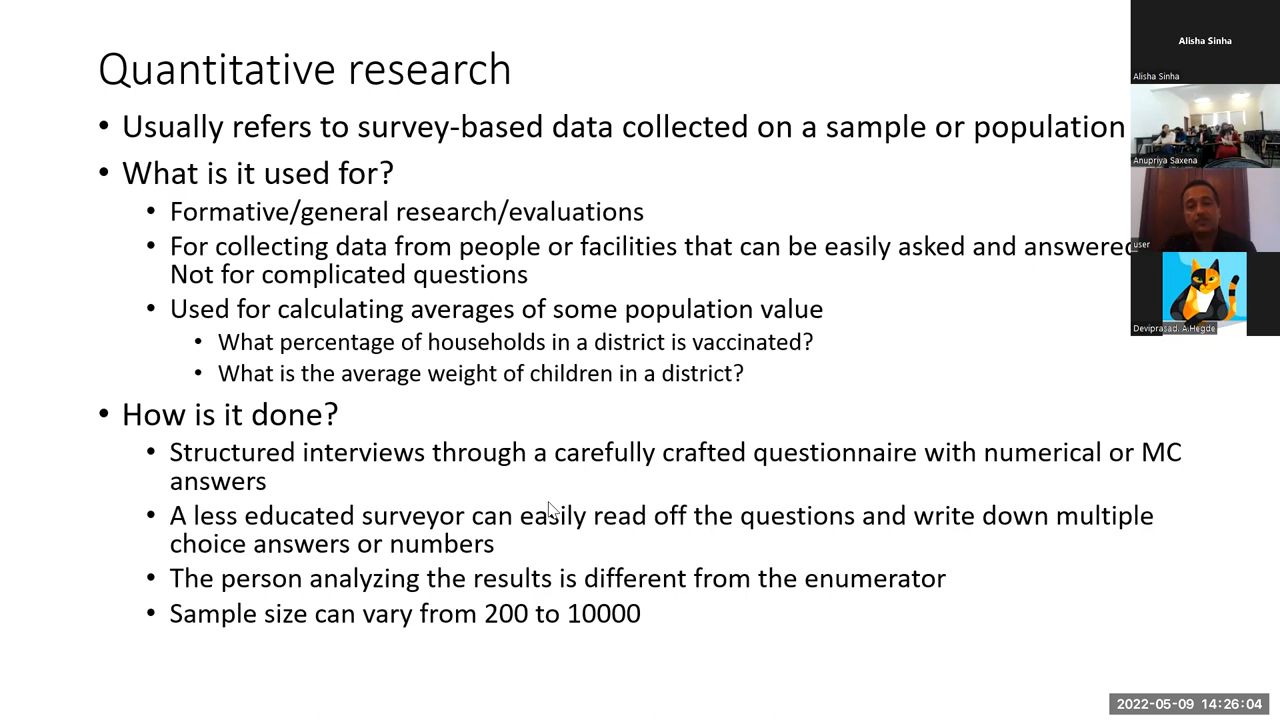 Quantitative research
• Usually refers to survey-based data collected on a sample or population
• What is it used for?
• Formative/general research/evaluations
• For collecting data from people or facilities that can be easily asked and answered
Not for complicated questions
• Used for calculating averages of some population value
• What percentage of households in a district is vaccinated?
• What is the average weight of children in a district?
• How is it done?
• Structured interviews through a carefully crafted questionnaire with numerical or MC
answers
• A less educated surveyor can easily read off the questions and write down multiple
choice answers or numbers
• The person analyzing the results is different from the enumerator
• Sample size can vary from 200 to 10000
Alisha Sinha
Alisha Sinha
Anupriya Saxena
user
Deviprasad. A.Hegde
2022-05-09 14:26:04